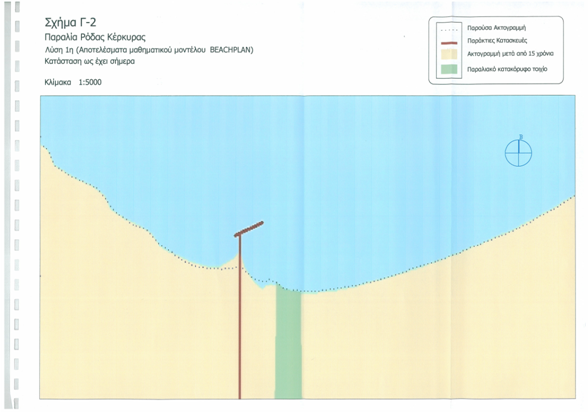 Σχήμα Γ-2
Παραλία Ρόδας Κέρκυρας
Λύση 1η (Αποτελέσματα μαθηματικού μοντέλου BEACHPLAN)
Κατάσταση ως έχει σήμερα
Κλίμακα 1:5000
Παρούσα Ακτογραμμή
Παράκτιες Κατασκευές
Ακτογραμμή μετά από 15 χρόνια
Παραλιακό κατακόρυφο τοιχίο